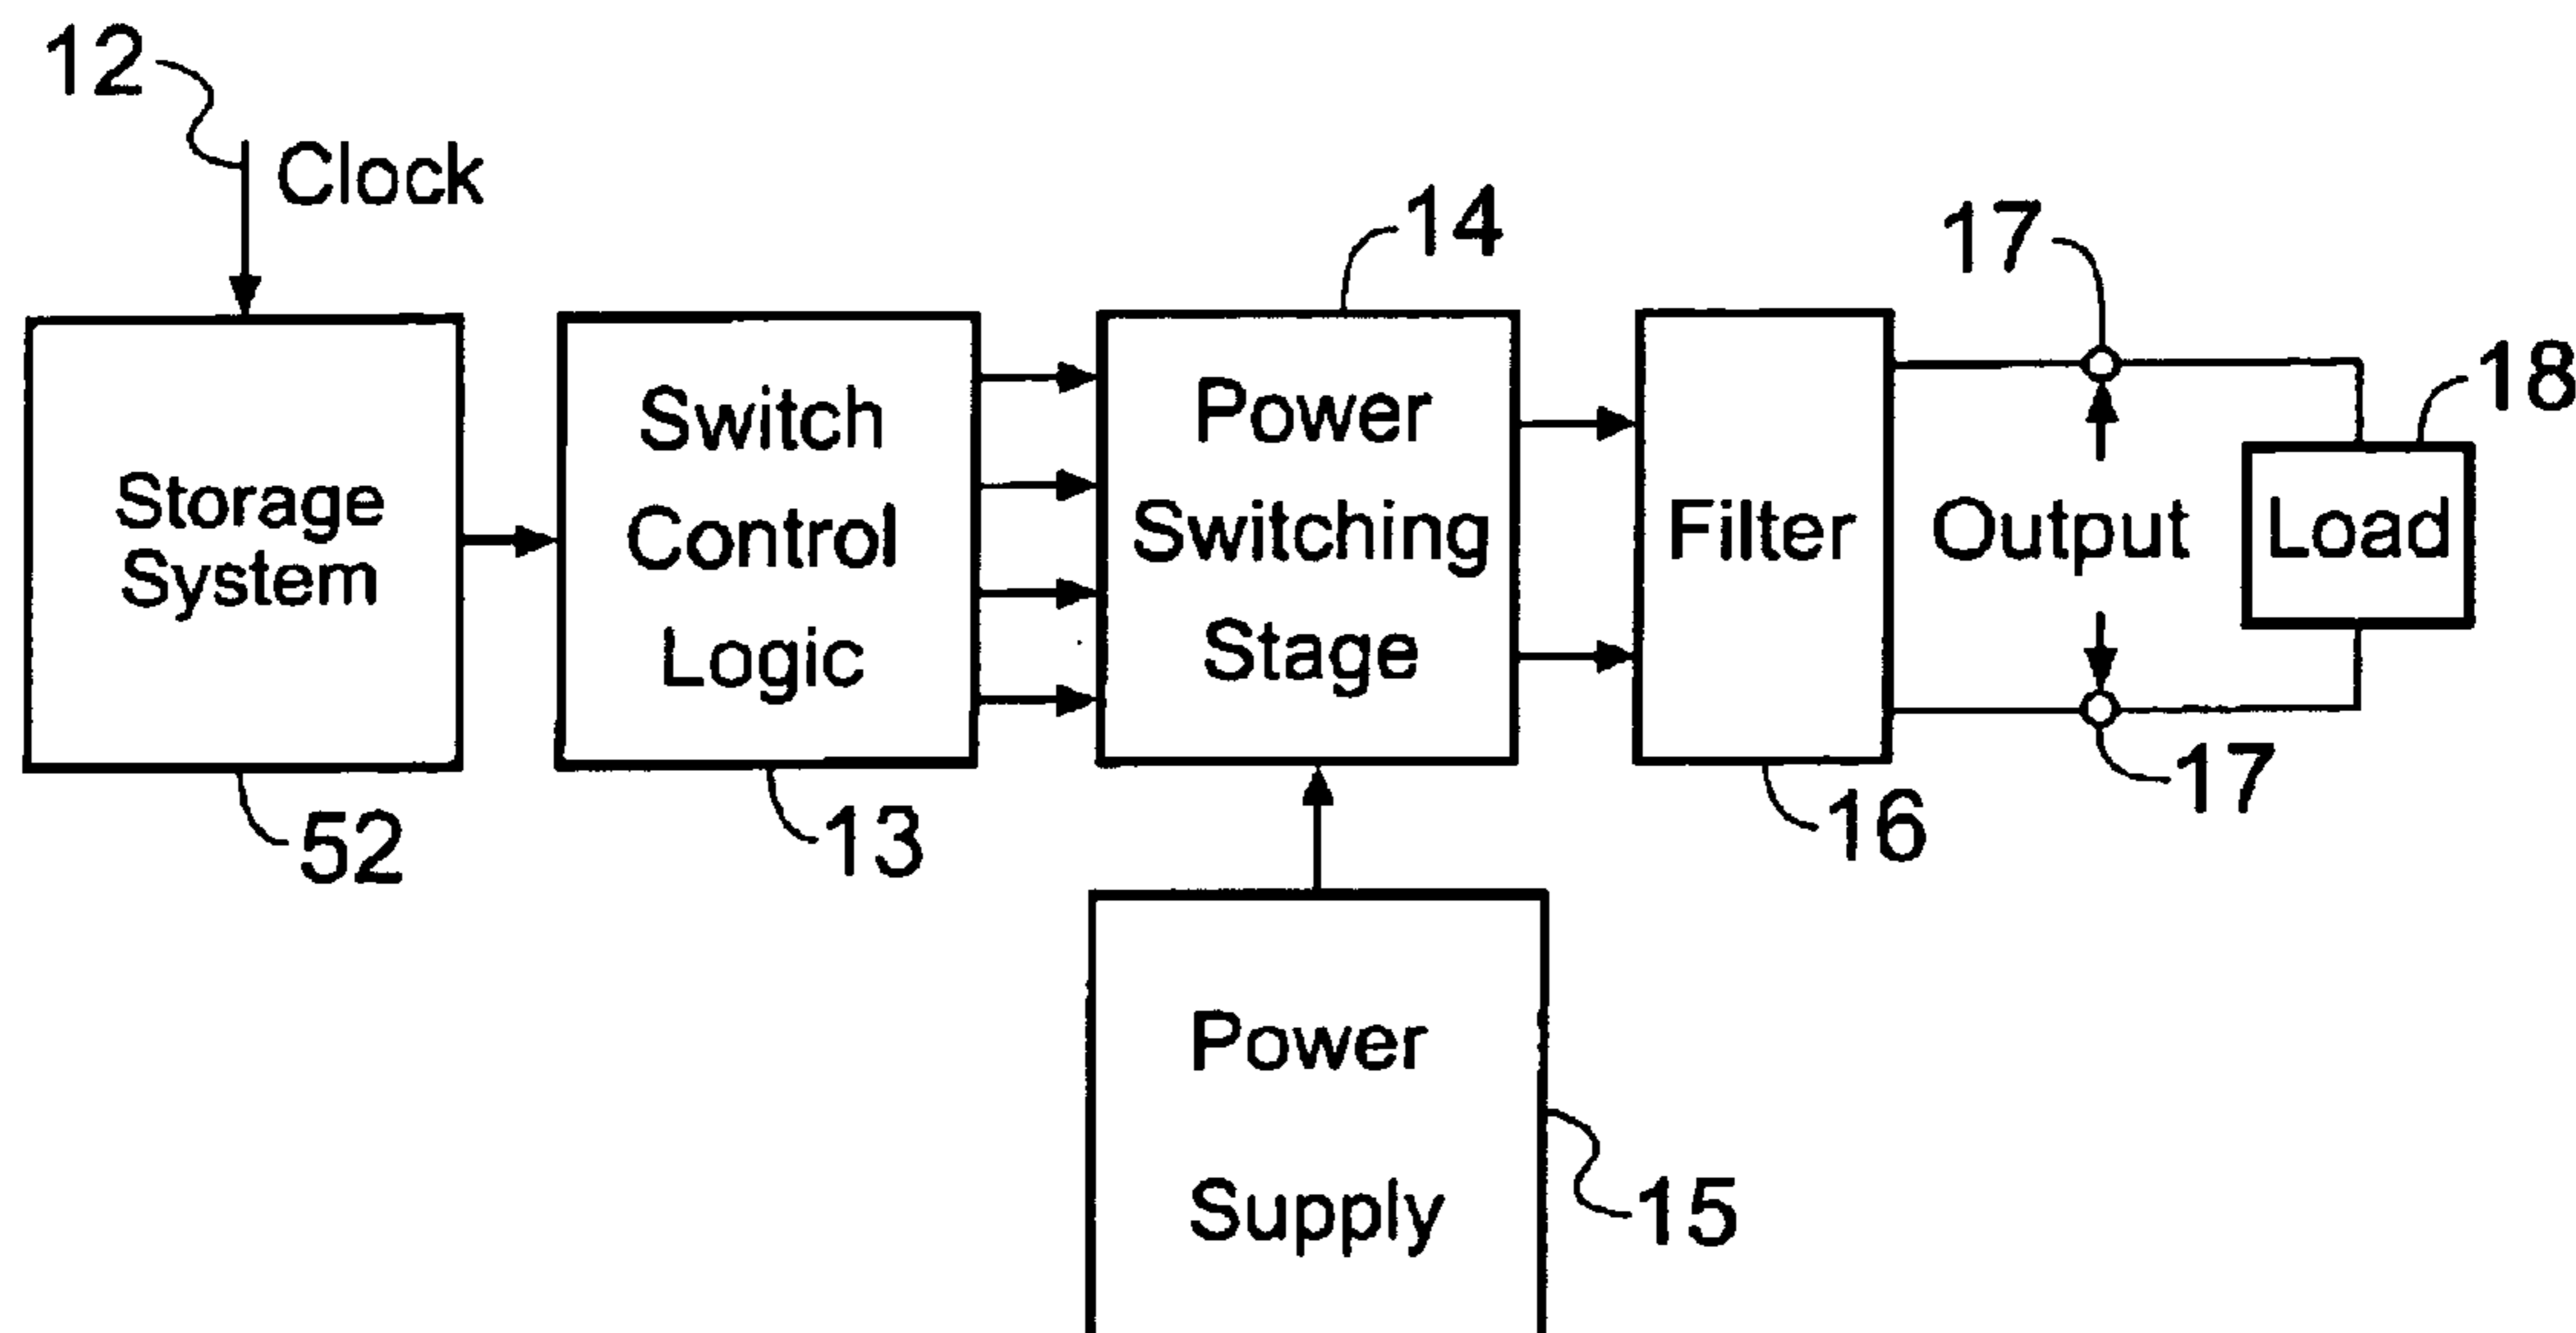 12
Clock
14
17
18
Storage
System
Switch
Control
Logic
Power
Switching
Stage
Filter
Output
Load
52
13
16
17
Power
Supply
15